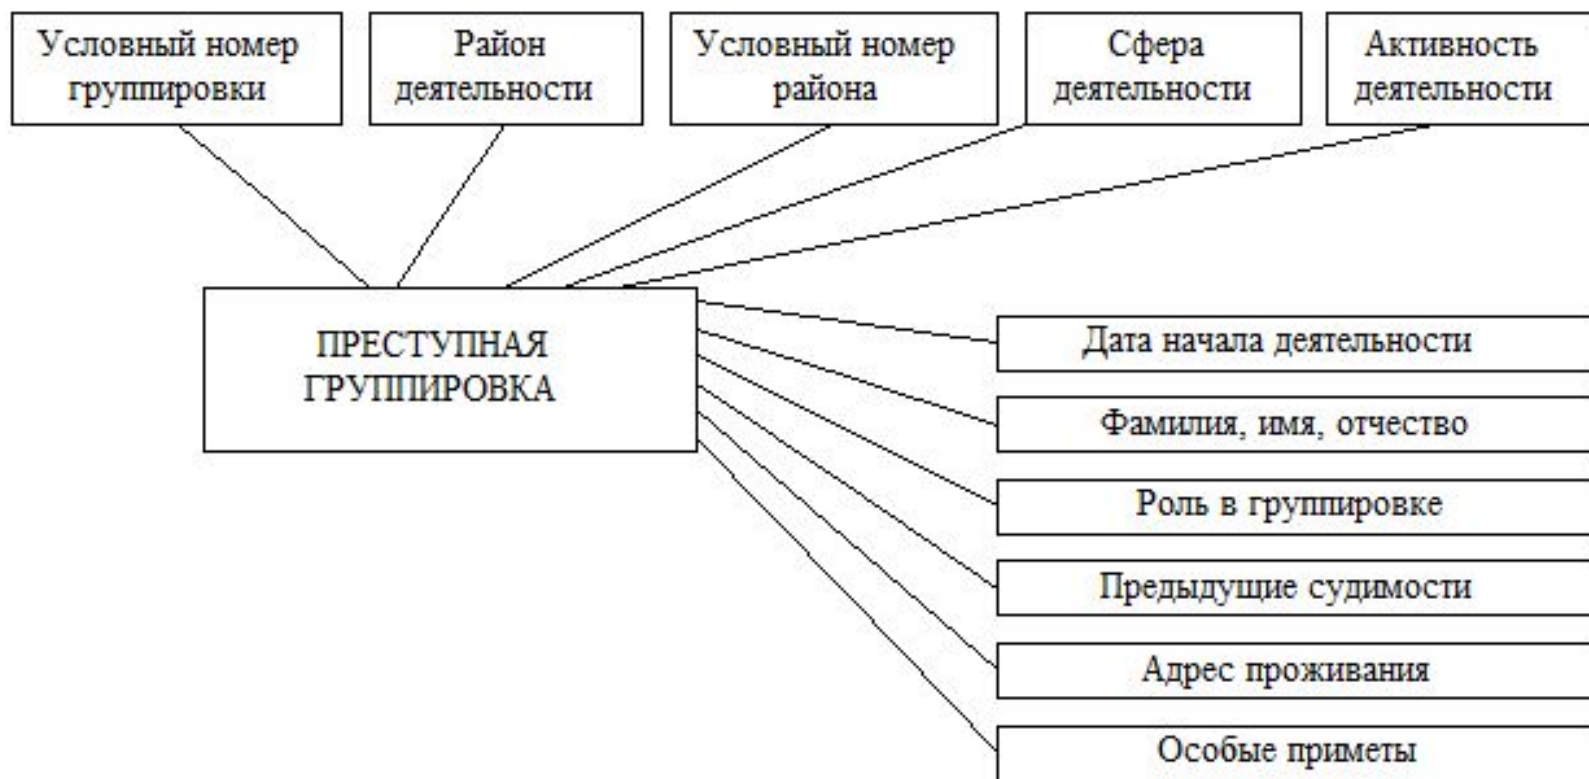 Условный номер
группировки
Район
деятельности
Условный номер
района
Сфера
деятельности
Активность
деятельности
ПРЕСТУПНАЯ
ГРУППИРОВКА
Дата начала деятельности
Фамилия, имя, отчество
Роль в группировке
Предыдущие судимости
Адрес проживания
Особые приметы